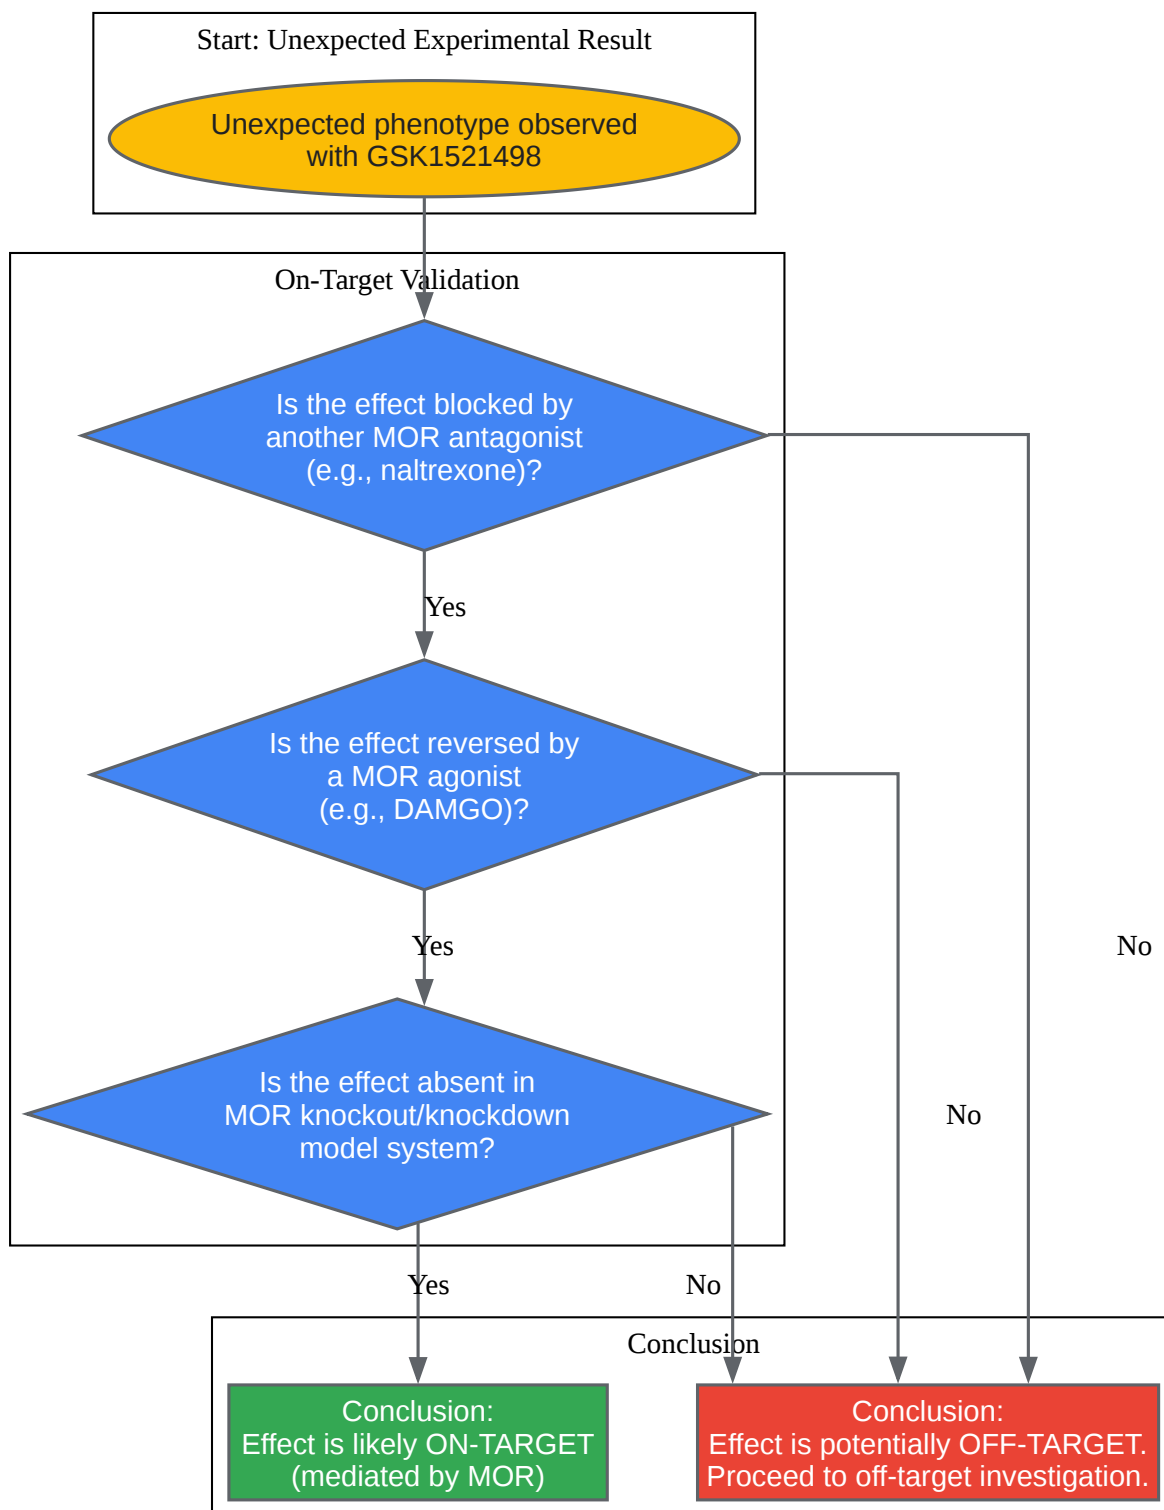 Start: Unexpected Experimental Result
Unexpected phenotype observed
with GSK1521498
On-Target Validation
Is the effect blocked by
another MOR antagonist
(e.g., naltrexone)?
Yes
Is the effect reversed by
a MOR agonist
(e.g., DAMGO)?
Yes
No
Is the effect absent in
MOR knockout/knockdown
model system?
No
Yes
No
Conclusion
Conclusion:
Effect is likely ON-TARGET
(mediated by MOR)
Conclusion:
Effect is potentially OFF-TARGET.
Proceed to off-target investigation.